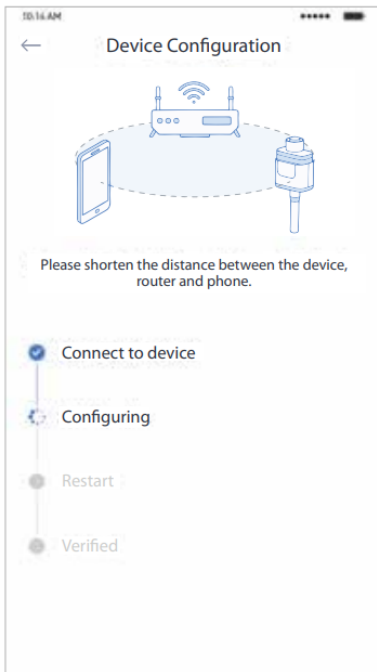 10:14 AM
Device Configuration
Please shorten the distance between the device,
router and phone.
Connect to device
Configuring
Restart
Verified